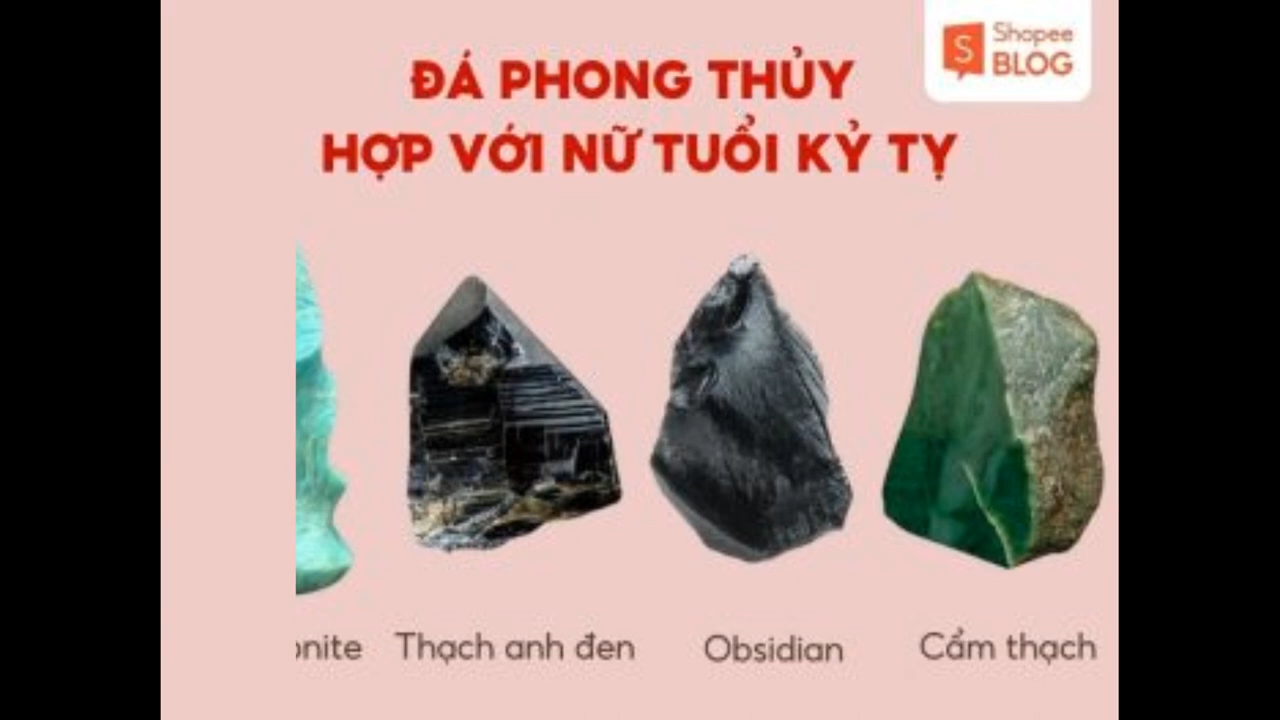 Shopee
BLOG
ĐÁ PHONG THỦY
HỢP VỚI NỮ TUỔI KỶ TỴ
Thạch anh đen
Obsidian
Cẩm thạch